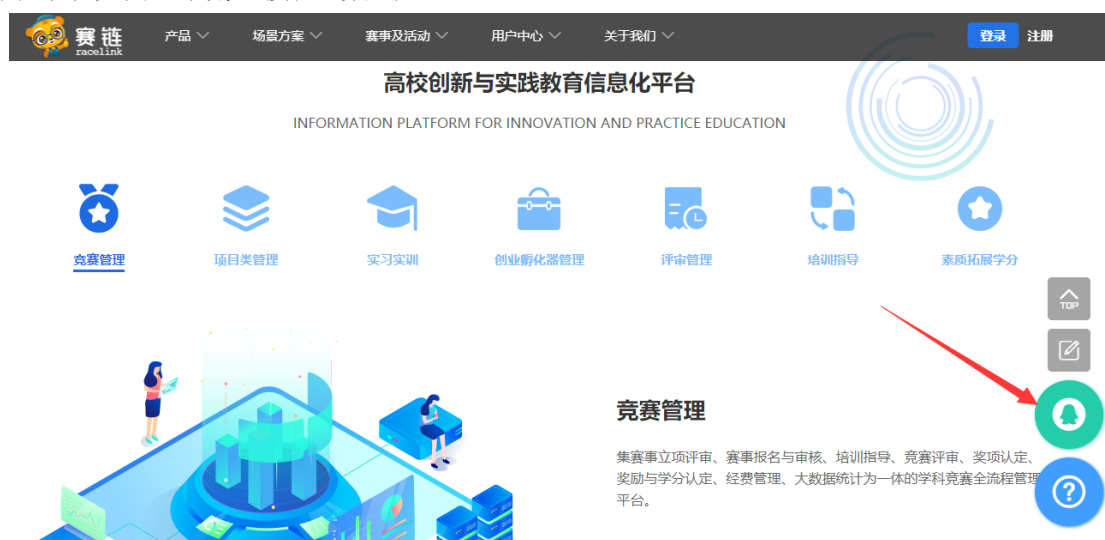 赛链
racelink
产品
场景方案
赛事及活动
用户中心
关于我们
登录
注册
高校创新与实践教育信息化平台
INFORMATION PLATFORM FOR INNOVATION AND PRACTICE EDUCATION
竞赛管理
项目类管理
实习实训
创业孵化器管理
评审管理
培训指导
素质拓展学分
TOP
竞赛管理
集赛事立项评审、赛事报名与审核、培训指导、竞赛评审、奖项认定、
奖励与学分认定、经费管理、大数据统计为一体的学科竞赛全流程管理
平台。